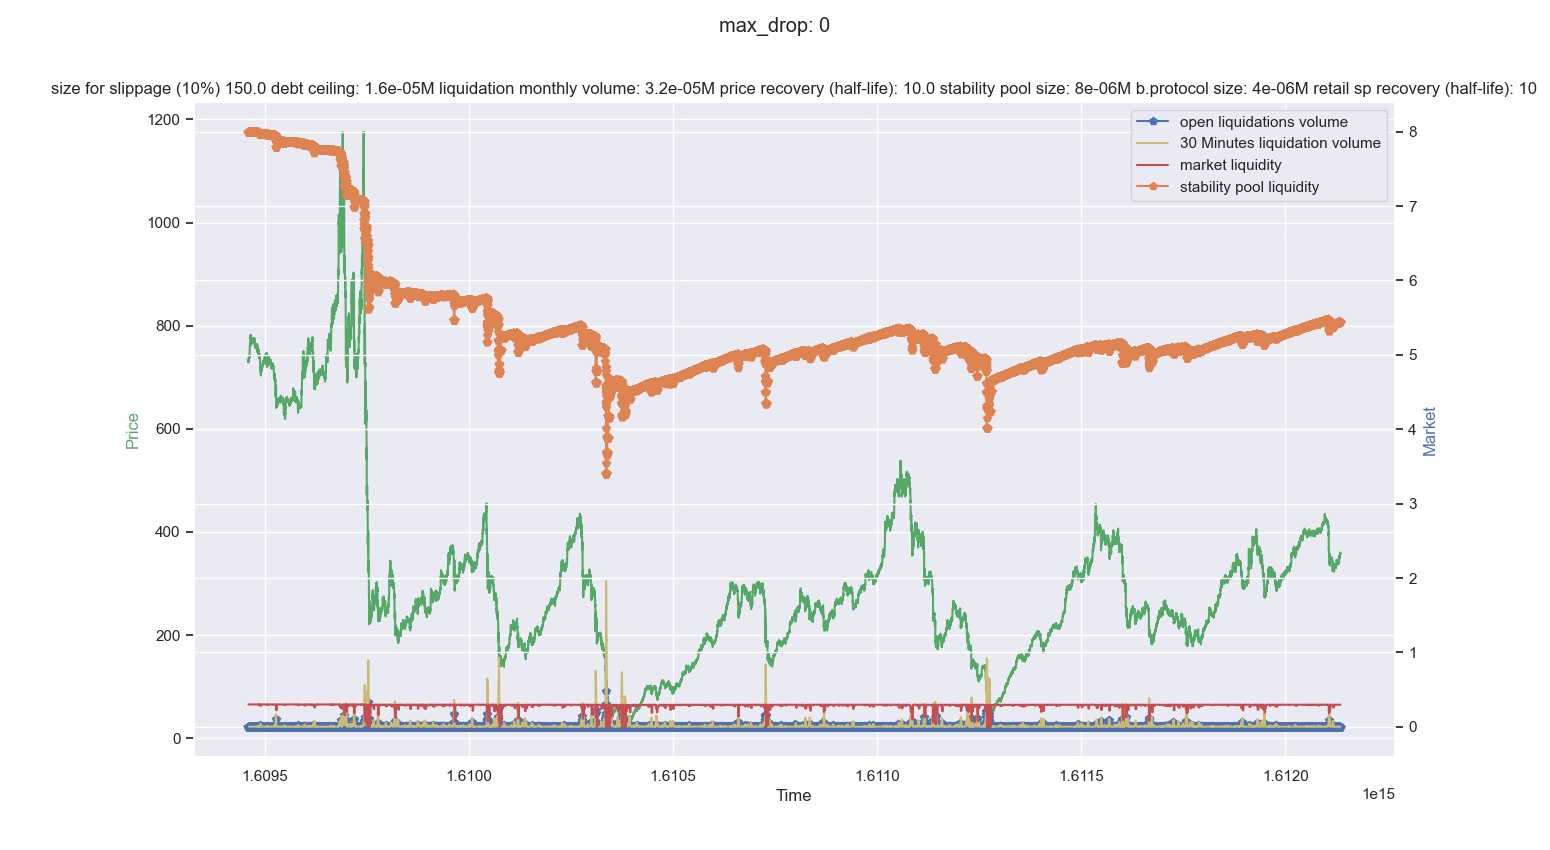 max_drop: 0
size for slippage (10%) 150.0 debt ceiling: 1.6e-05M liquidation monthly volume: 3.2e-05M price recovery (half-life): 10.0 stability pool size: 8e-06M b.protocol size: 4e-06M retail sp recovery (half-life): 10
open liquidations volume
30 Minutes liquidation volume
market liquidity
stability pool liquidity
Price
1200
1000
800
600
400
200
0
Market
8
7
6
5
4
3
2
1
0
1.6095
1.6100
1.6105
1.6110
1.6115
1.6120
Time
1e15